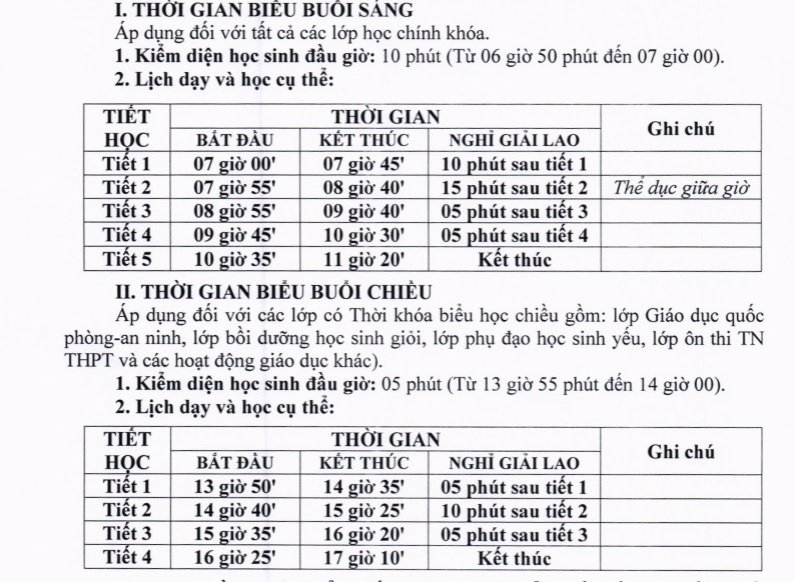 I. THỜI GIAN BIỂU BUỔI SÁNG
Áp dụng đối với tất cả các lớp học chính khóa.
1. Kiểm diện học sinh đầu giờ: 10 phút (Từ 06 giờ 50 phút đến 07 giờ 00).
2. Lịch dạy và học cụ thể:
TIẾT HỌC THỜI GIAN Ghi chú
BẮT ĐẦU KẾT THÚC NGHỈ GIẢI LAO
Tiết 1 07 giờ 00' 07 giờ 45' 10 phút sau tiết 1
Tiết 2 07 giờ 55' 08 giờ 40' 15 phút sau tiết 2 Thể dục giữa giờ
Tiết 3 08 giờ 55' 09 giờ 40' 05 phút sau tiết 3
Tiết 4 09 giờ 45' 10 giờ 30' 05 phút sau tiết 4
Tiết 5 10 giờ 35' 11 giờ 20' Kết thúc
II. THỜI GIAN BIỂU BUỔI CHIỀU
Áp dụng đối với các lớp có Thời khóa biểu học chiều gồm: lớp Giáo dục quốc
phòng-an ninh, lớp bồi dưỡng học sinh giỏi, lớp phụ đạo học sinh yếu, lớp ôn thi TN
THPT và các hoạt động giáo dục khác).
1. Kiểm diện học sinh đầu giờ: 05 phút (Từ 13 giờ 55 phút đến 14 giờ 00).
2. Lịch dạy và học cụ thể:
TIẾT HỌC THỜI GIAN Ghi chú
BẮT ĐẦU KẾT THÚC NGHỈ GIẢI LAO
Tiết 1 13 giờ 50' 14 giờ 35' 05 phút sau tiết 1
Tiết 2 14 giờ 40' 15 giờ 25' 10 phút sau tiết 2
Tiết 3 15 giờ 35' 16 giờ 20' 05 phút sau tiết 3
Tiết 4 16 giờ 25' 17 giờ 10' Kết thúc